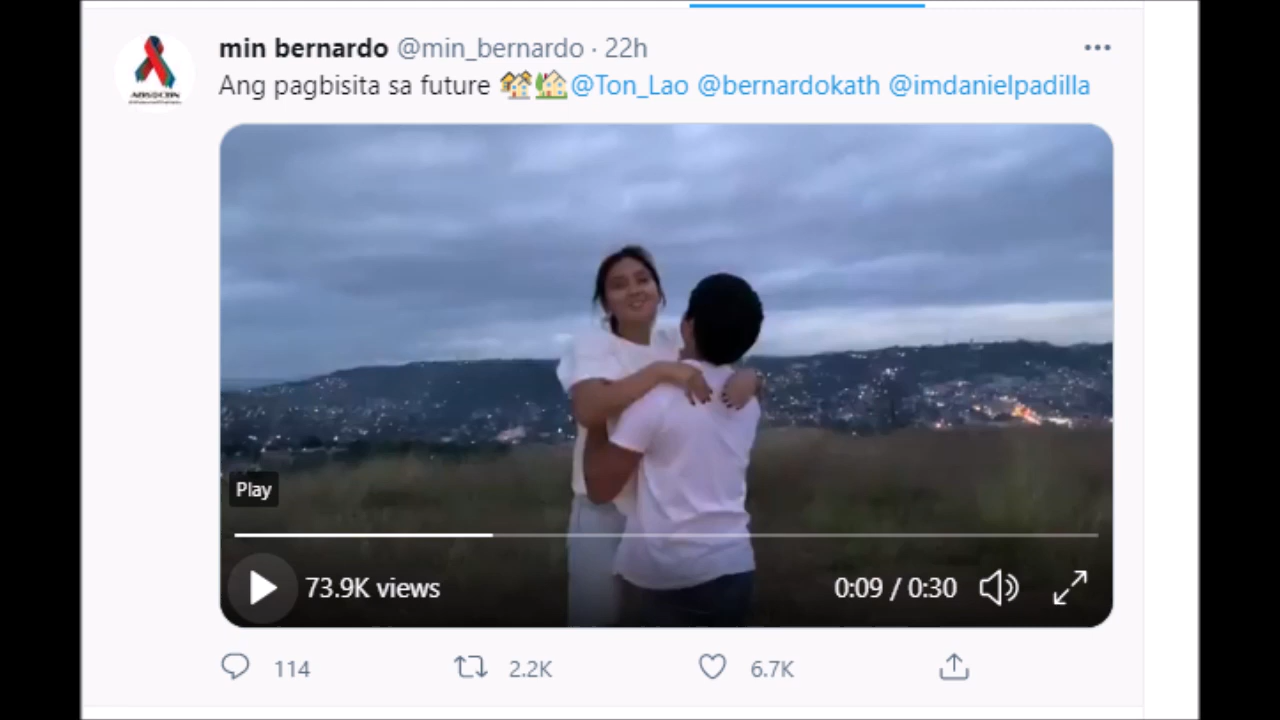 min bernardo @min_bernardo · 22h
Ang pagbisita sa future 🏘️🏡@Ton_Lao @bernardokath @imdanielpadilla
Play
73.9K views
0:09 / 0:30
114
2.2K
6.7K